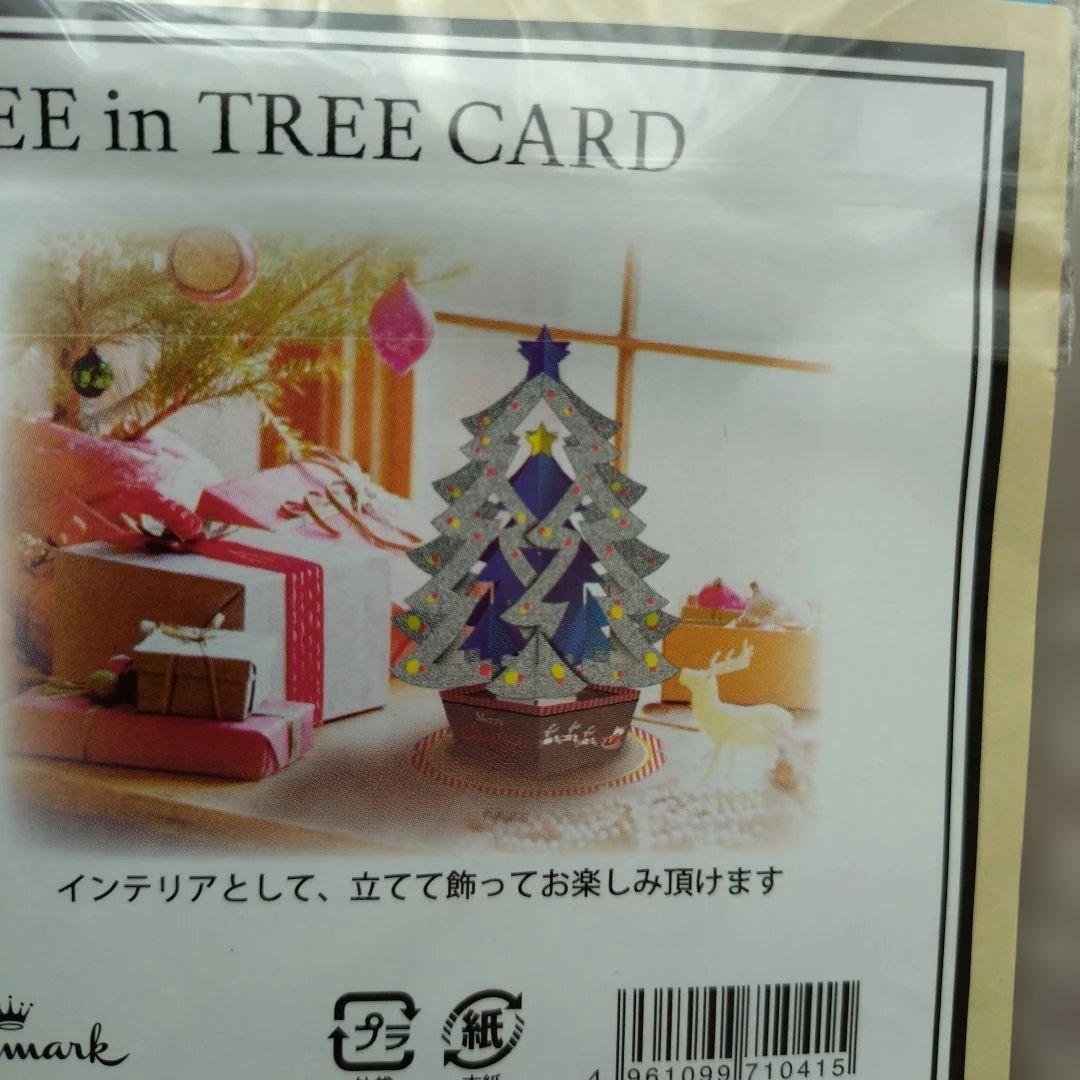 EE in TREE CARD
インテリアとして、立てて飾ってお楽しみ頂けます
mark
プラ
紙
4 961099 710415